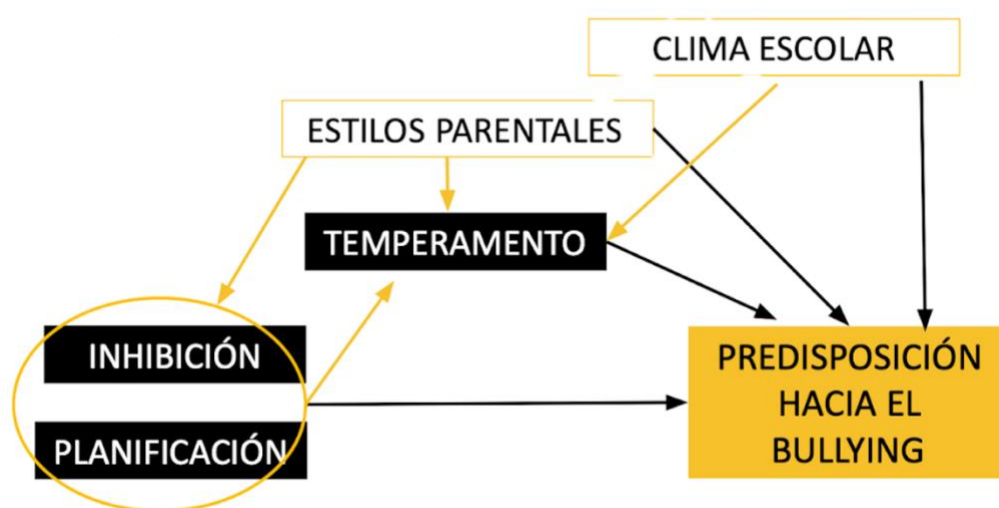 CLIMA ESCOLAR
ESTILOS PARENTALES
TEMPERAMENTO
INHIBICIÓN
PLANIFICACIÓN
PREDISPOSICIÓN
HACIA EL
BULLYING